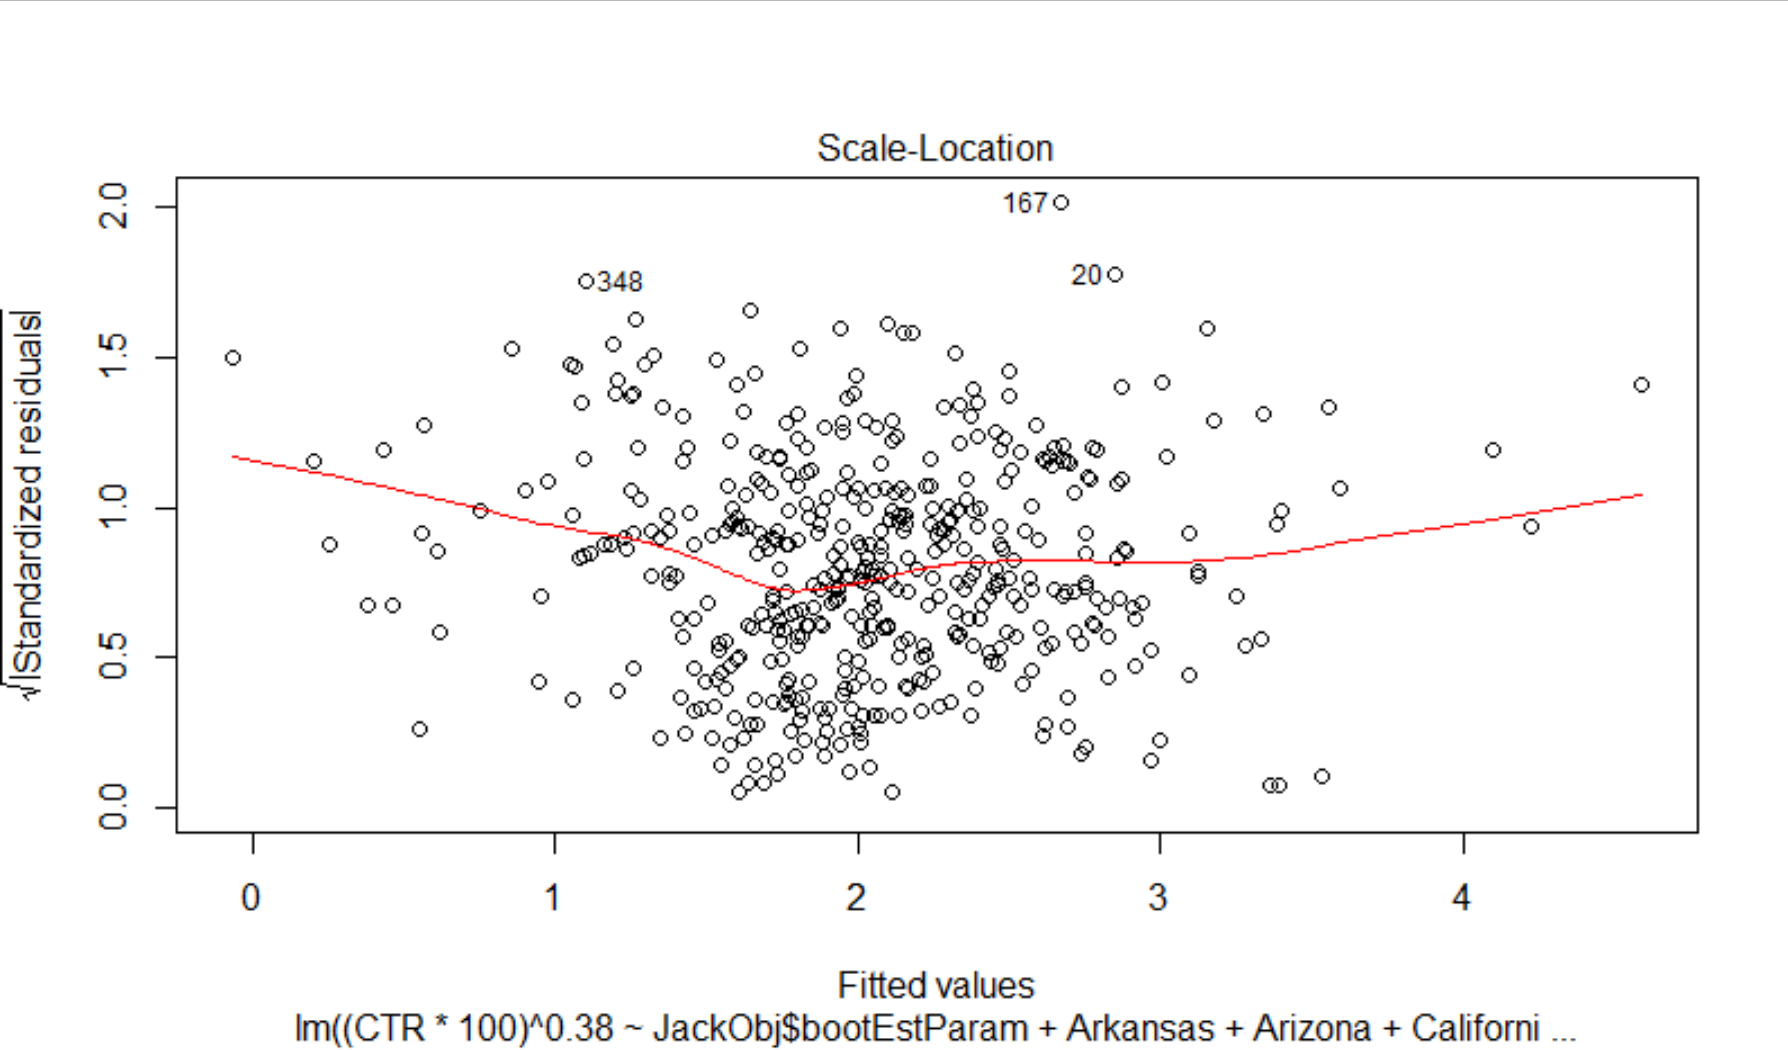 Scale-Location
√|Standardized residuals|
2.0
1.5
1.0
0.5
0.0
167
20
348
0 1 2 3 4
Fitted values
lm((CTR * 100)^0.38 ~ JackObj$bootEstParam + Arkansas + Arizona + Californi ...